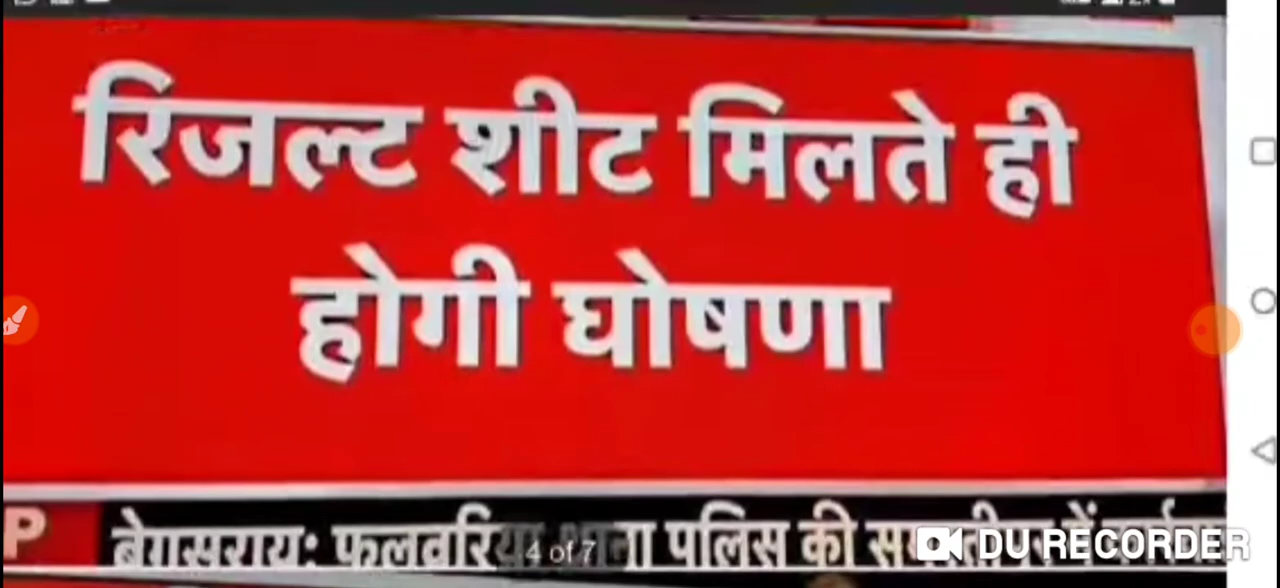 रिजल्ट शीट मिलते ही
होगी घोषणा
P
बेगूसराय: फुलवरिया थाना पुलिस की
4 of 7
DU RECORDER